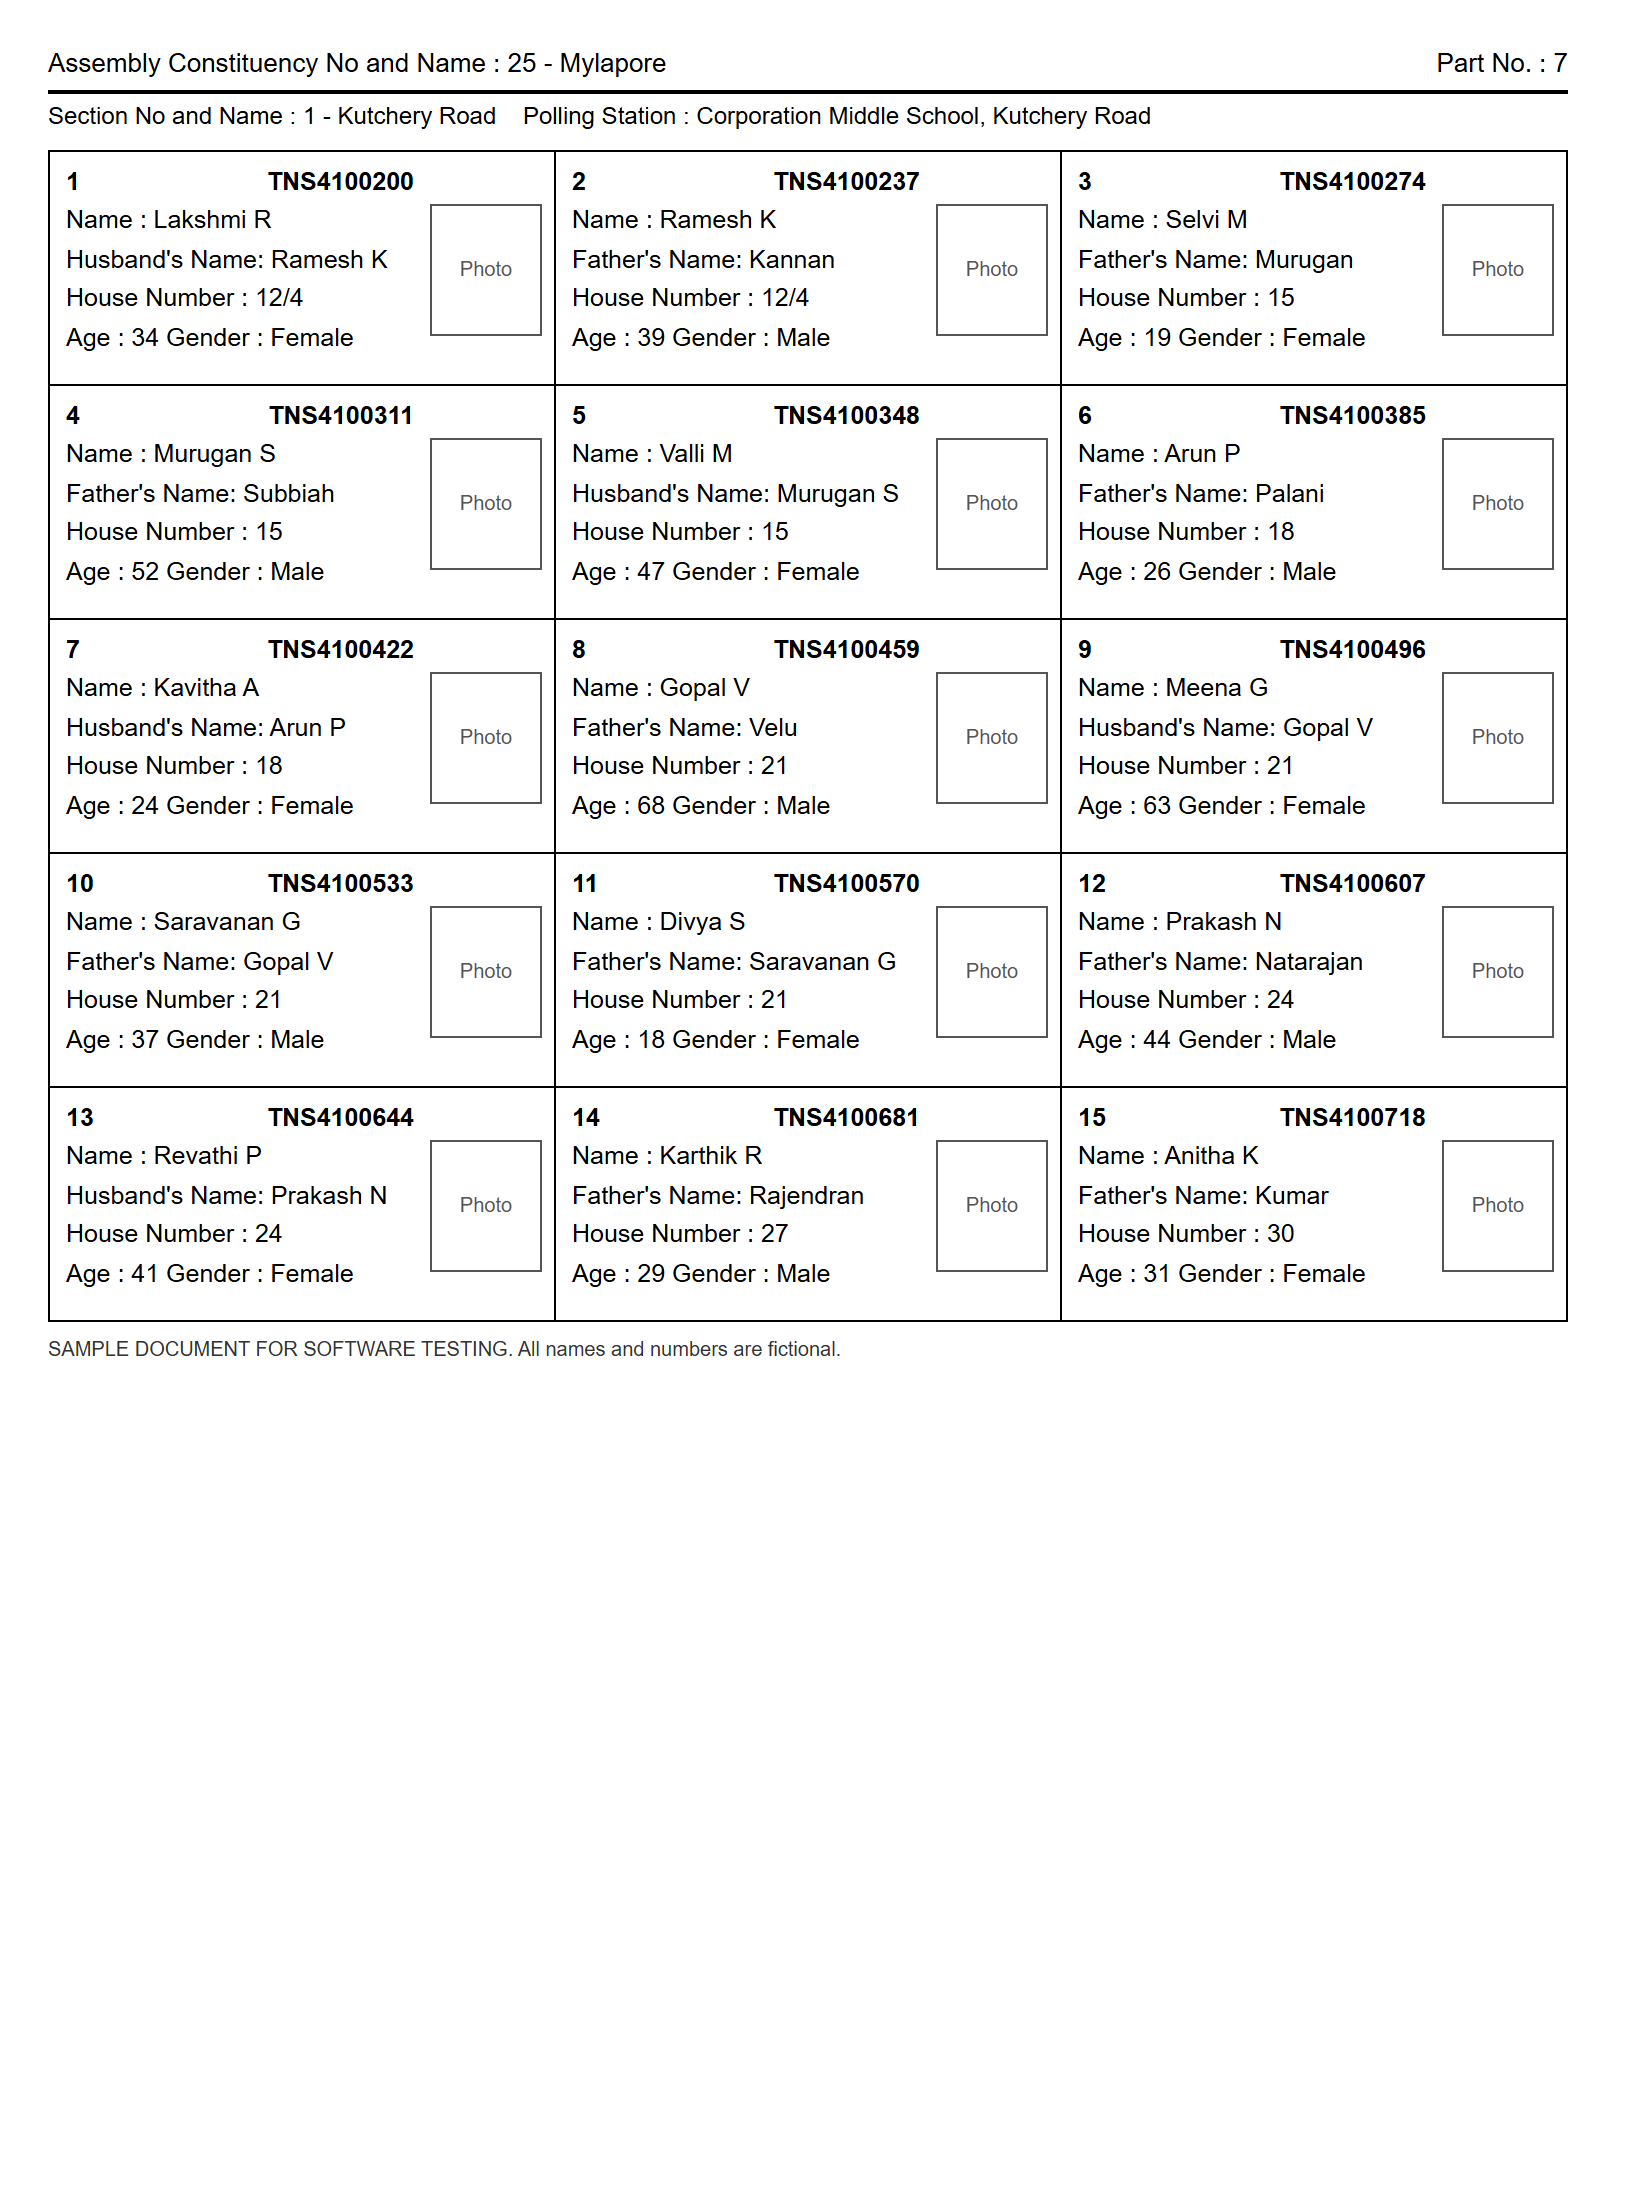 Assembly Constituency No and Name : 25 - Mylapore Part No. : 7
Section No and Name : 1 - Kutchery Road Polling Station : Corporation Middle School, Kutchery Road
1 TNS4100200
Name : Lakshmi R
Husband's Name: Ramesh K
House Number : 12/4
Age : 34 Gender : Female
Photo
2 TNS4100237
Name : Ramesh K
Father's Name: Kannan
House Number : 12/4
Age : 39 Gender : Male
Photo
3 TNS4100274
Name : Selvi M
Father's Name: Murugan
House Number : 15
Age : 19 Gender : Female
Photo
4 TNS4100311
Name : Murugan S
Father's Name: Subbiah
House Number : 15
Age : 52 Gender : Male
Photo
5 TNS4100348
Name : Valli M
Husband's Name: Murugan S
House Number : 15
Age : 47 Gender : Female
Photo
6 TNS4100385
Name : Arun P
Father's Name: Palani
House Number : 18
Age : 26 Gender : Male
Photo
7 TNS4100422
Name : Kavitha A
Husband's Name: Arun P
House Number : 18
Age : 24 Gender : Female
Photo
8 TNS4100459
Name : Gopal V
Father's Name: Velu
House Number : 21
Age : 68 Gender : Male
Photo
9 TNS4100496
Name : Meena G
Husband's Name: Gopal V
House Number : 21
Age : 63 Gender : Female
Photo
10 TNS4100533
Name : Saravanan G
Father's Name: Gopal V
House Number : 21
Age : 37 Gender : Male
Photo
11 TNS4100570
Name : Divya S
Father's Name: Saravanan G
House Number : 21
Age : 18 Gender : Female
Photo
12 TNS4100607
Name : Prakash N
Father's Name: Natarajan
House Number : 24
Age : 44 Gender : Male
Photo
13 TNS4100644
Name : Revathi P
Husband's Name: Prakash N
House Number : 24
Age : 41 Gender : Female
Photo
14 TNS4100681
Name : Karthik R
Father's Name: Rajendran
House Number : 27
Age : 29 Gender : Male
Photo
15 TNS4100718
Name : Anitha K
Father's Name: Kumar
House Number : 30
Age : 31 Gender : Female
Photo
SAMPLE DOCUMENT FOR SOFTWARE TESTING. All names and numbers are fictional.